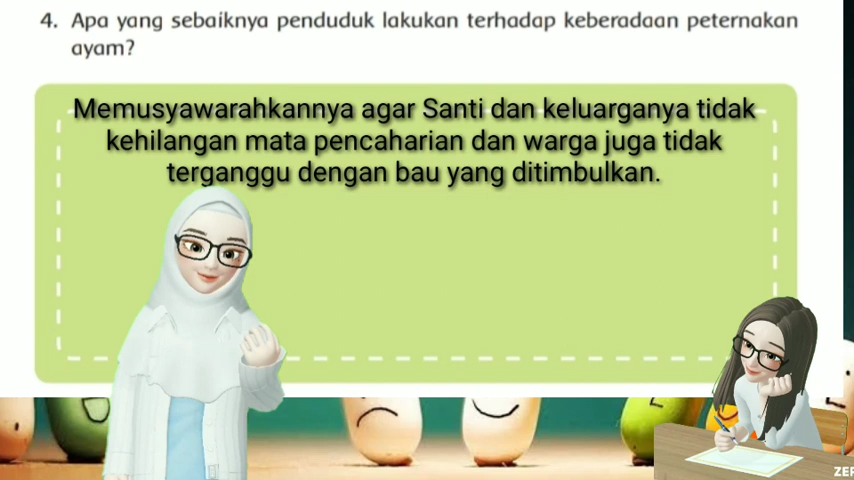 4. Apa yang sebaiknya penduduk lakukan terhadap keberadaan peternakan
ayam?
Memusyawarahkannya agar Santi dan keluarganya tidak
kehilangan mata pencaharian dan warga juga tidak
terganggu dengan bau yang ditimbulkan.